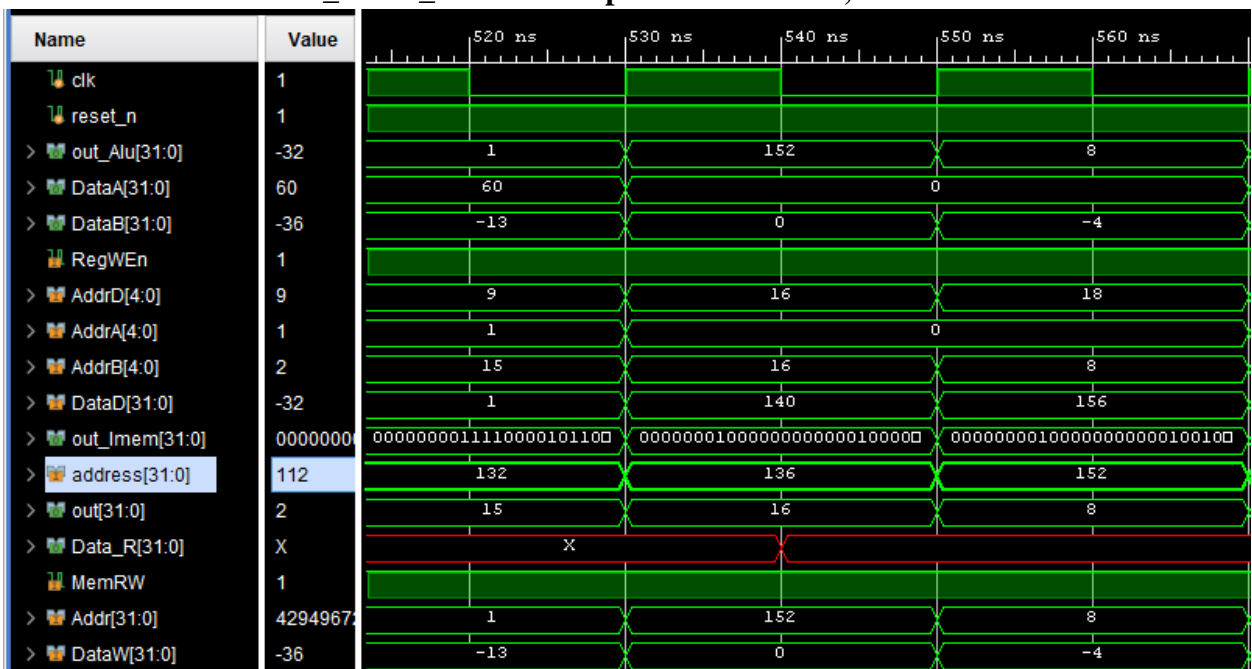 Name Value 520 ns 530 ns 540 ns 550 ns 560 ns
clk 1
reset_n 1
out_Alu[31:0] -32 1 152 8
DataA[31:0] 60 60 0
DataB[31:0] -36 -13 0 -4
RegWEn 1
AddrD[4:0] 9 9 16 18
AddrA[4:0] 1 1 0
AddrB[4:0] 2 15 16 8
DataD[31:0] -32 1 140 156
out_Imem[31:0] 00000000 00000000111100001011 0 00000001000000000000010000 00000000100000000000010010
address[31:0] 112 132 136 152
out[31:0] 2 15 16 8
Data_R[31:0] X X
MemRW 1
Addr[31:0] 42949672 1 152 8
DataW[31:0] -36 -13 0 -4